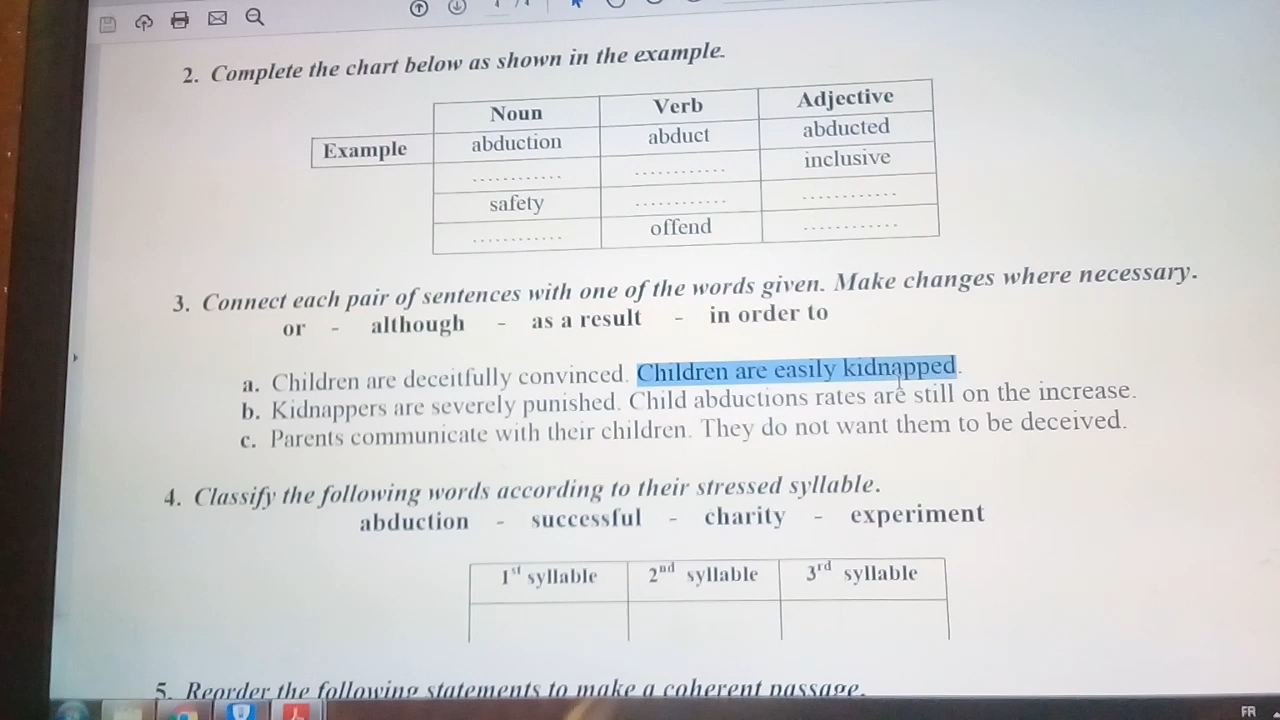 2. Complete the chart below as shown in the example.
Noun Verb Adjective
Example abduction abduct abducted
............ ............ inclusive
safety ............ ............
............ offend ............
3. Connect each pair of sentences with one of the words given. Make changes where necessary.
or - although - as a result - in order to
a. Children are deceitfully convinced. Children are easily kidnapped.
b. Kidnappers are severely punished. Child abductions rates are still on the increase.
c. Parents communicate with their children. They do not want them to be deceived.
4. Classify the following words according to their stressed syllable.
abduction - successful - charity - experiment
1st syllable 2nd syllable 3rd syllable
5. Reorder the following statements to make a coherent passage.
FR